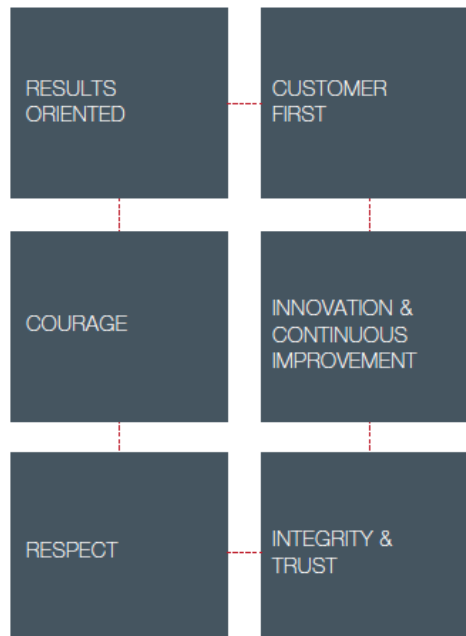 RESULTS
ORIENTED
CUSTOMER
FIRST
COURAGE
INNOVATION &
CONTINUOUS
IMPROVEMENT
RESPECT
INTEGRITY &
TRUST